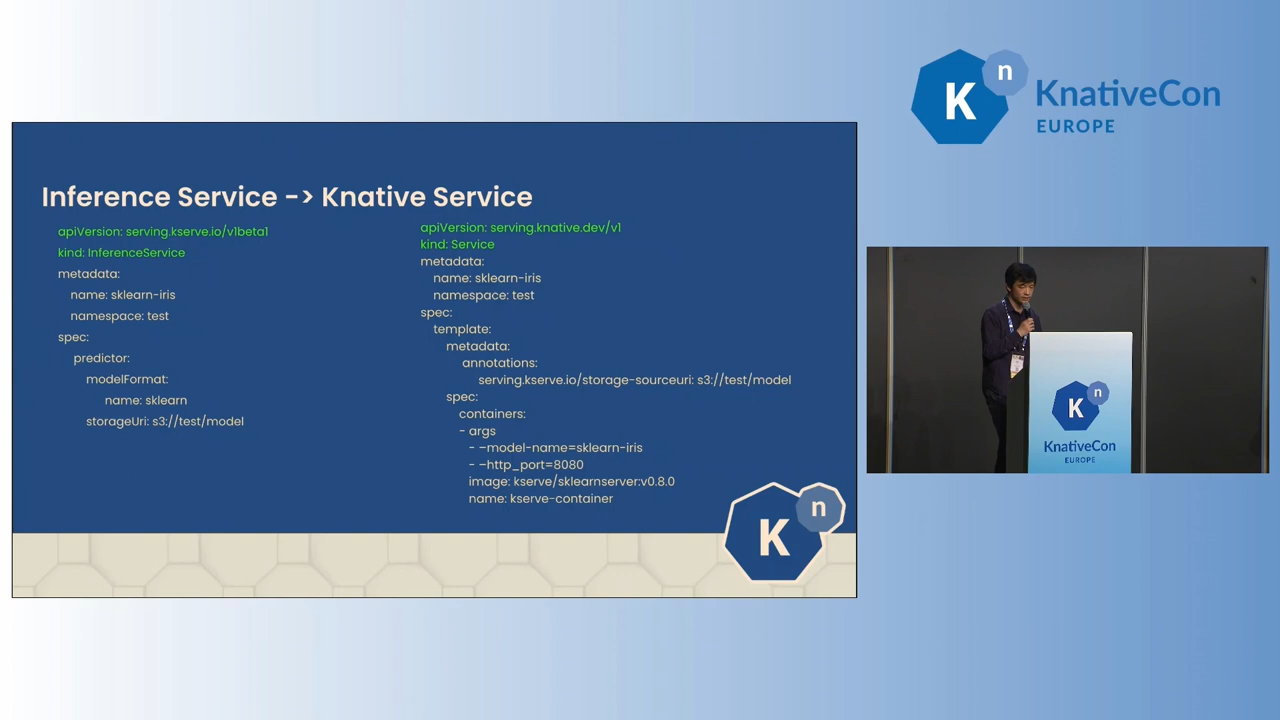 K n KnativeCon
EUROPE
Inference Service -> Knative Service
apiVersion: serving.kserve.io/v1beta1
kind: InferenceService
metadata:
name: sklearn-iris
namespace: test
spec:
predictor:
modelFormat:
name: sklearn
storageUri: s3://test/model
apiVersion: serving.knative.dev/v1
kind: Service
metadata:
name: sklearn-iris
namespace: test
spec:
template:
metadata:
annotations:
serving.kserve.io/storage-sourceuri: s3://test/model
spec:
containers:
- args
- –model-name=sklearn-iris
- –http_port=8080
image: kserve/sklearnserver:v0.8.0
name: kserve-container
K n
K n
KnativeCon
EUROPE